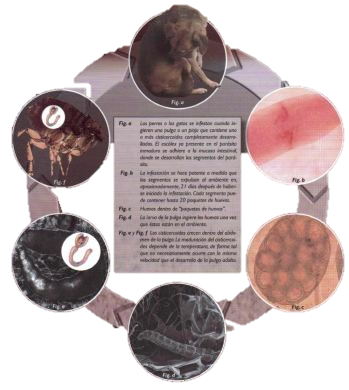 Fig. a
Fig. a Los perros o los gatos se infestan cuando in-
gieren una pulga o un piojo que contiene uno
o más cisticercoides completamente desarro-
llados. El escólex ya presente en el parásito
inmaduro se adhiere a la mucosa intestinal,
donde se desarrollan los segmentos del pará-
sito.
Fig. b La infestación se hace patente a medida que
los segmentos se expulsan al ambiente en,
aproximadamente, 21 días después de haber-
se iniciado la infestación. Cada segmento pue-
de contener hasta 20 paquetes de huevos.
Fig. c Huevos dentro de "paquetes de huevos".
Fig. d La larva de la pulga ingiere los huevos una vez
que éstos están en el ambiente.
Fig. e y Fig. f Los cisticercoides crecen dentro del abdo-
men de la pulga. La maduración del cisticercoi-
des depende de la temperatura, de forma tal
que no necesariamente ocurre con la misma
velocidad que el desarrollo de la pulga adulta.
Fig. f
Fig. b
Fig. e
Fig. c
Fig. d